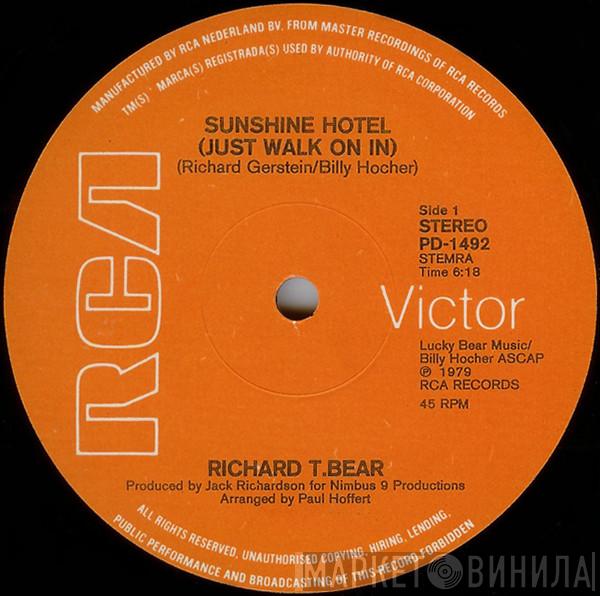 MANUFACTURED BY RCA NEDERLAND BV. FROM MASTER RECORDINGS OF RCA RECORDS
TM(S) MARCA(S) REGISTRADA(S) USED BY AUTHORITY OF RCA CORPORATION
SUNSHINE HOTEL
(JUST WALK ON IN)
(Richard Gerstein/Billy Hocher)
RCA
Side 1
STEREO
PD-1492
STEMRA
Time 6:18
Victor
Lucky Bear Music/
Billy Hocher ASCAP
℗ 1979
RCA RECORDS
45 RPM
RICHARD T.BEAR
Produced by Jack Richardson for Nimbus 9 Productions
Arranged by Paul Hoffert
ALL RIGHTS RESERVED, UNAUTHORISED COPYING, HIRING, LENDING,
PUBLIC PERFORMANCE AND BROADCASTING OF THIS RECORD FORBIDDEN
МАРКЕТ ВИНИЛА